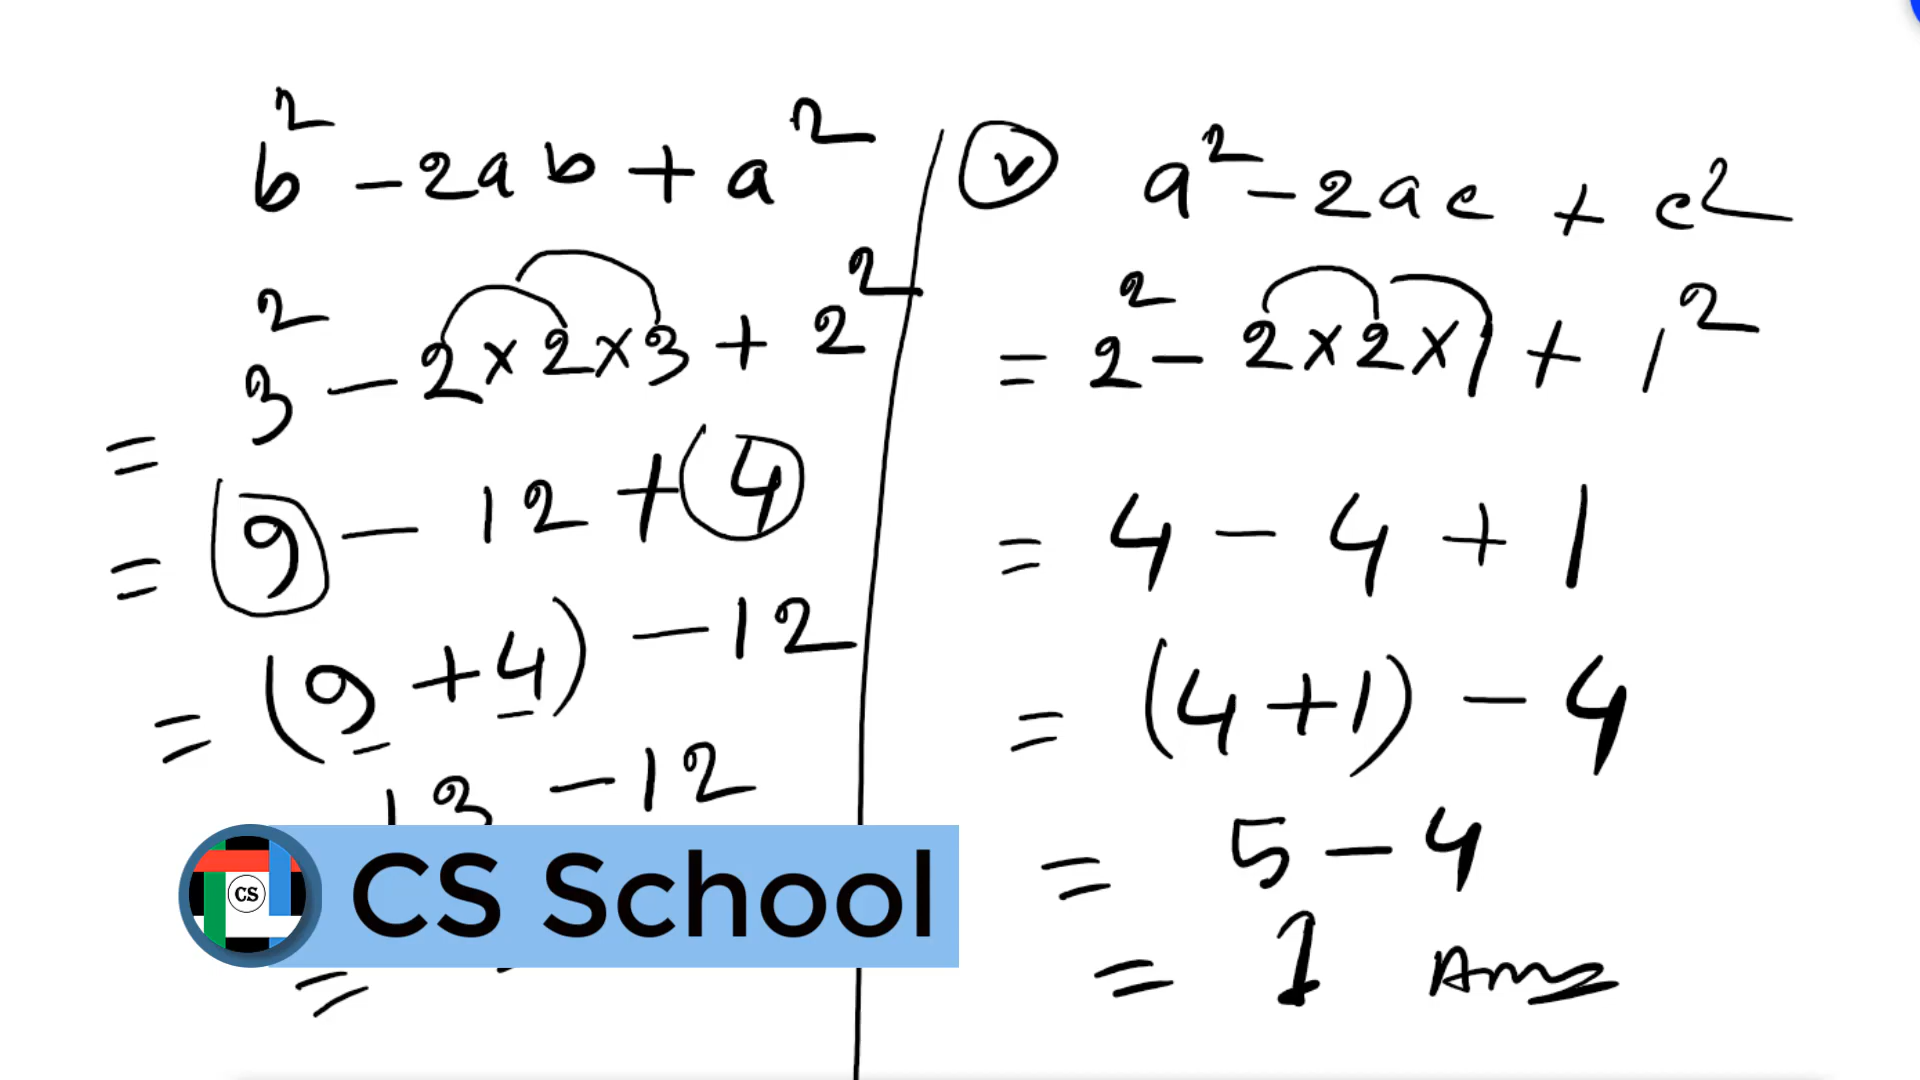 b² - 2ab + a²
= 3² - 2 × 2 × 3 + 2²
= 9 - 12 + 4
= (9 + 4) - 12
13 - 12
=
CS
CS School
(v) a² - 2ac + c²
= 2² - 2 × 2 × 1 + 1²
= 4 - 4 + 1
= (4 + 1) - 4
= 5 - 4
= 1 Ans